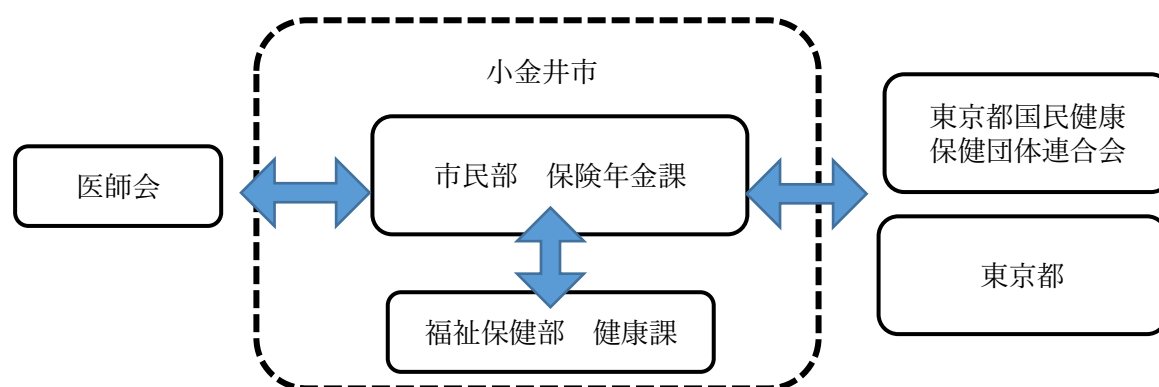 小金井市
医師会
市民部　保険年金課
福祉保健部　健康課
東京都国民健康
保健団体連合会
東京都